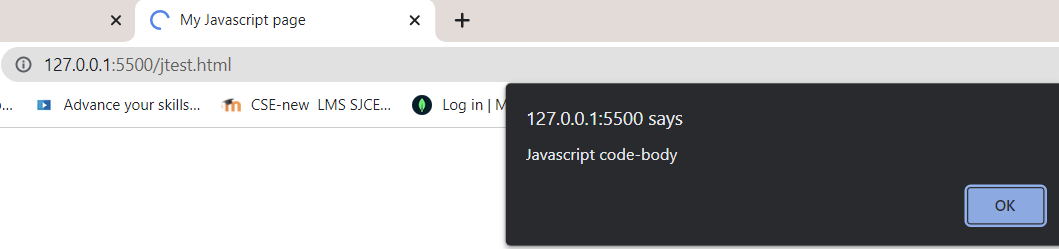 My Javascript page
127.0.0.1:5500/jtest.html
... Advance your skills... CSE-new LMS SJCE... Log in | M
127.0.0.1:5500 says
Javascript code-body
OK